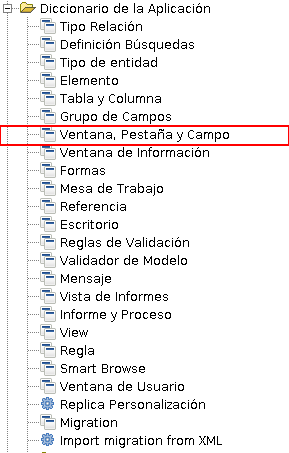 Diccionario de la Aplicación
Tipo Relación
Definición Búsquedas
Tipo de entidad
Elemento
Tabla y Columna
Grupo de Campos
Ventana, Pestaña y Campo
Ventana de Información
Formas
Mesa de Trabajo
Referencia
Escritorio
Reglas de Validación
Validador de Modelo
Mensaje
Vista de Informes
Informe y Proceso
View
Regla
Smart Browse
Ventana de Usuario
Replica Personalización
Migration
Import migration from XML